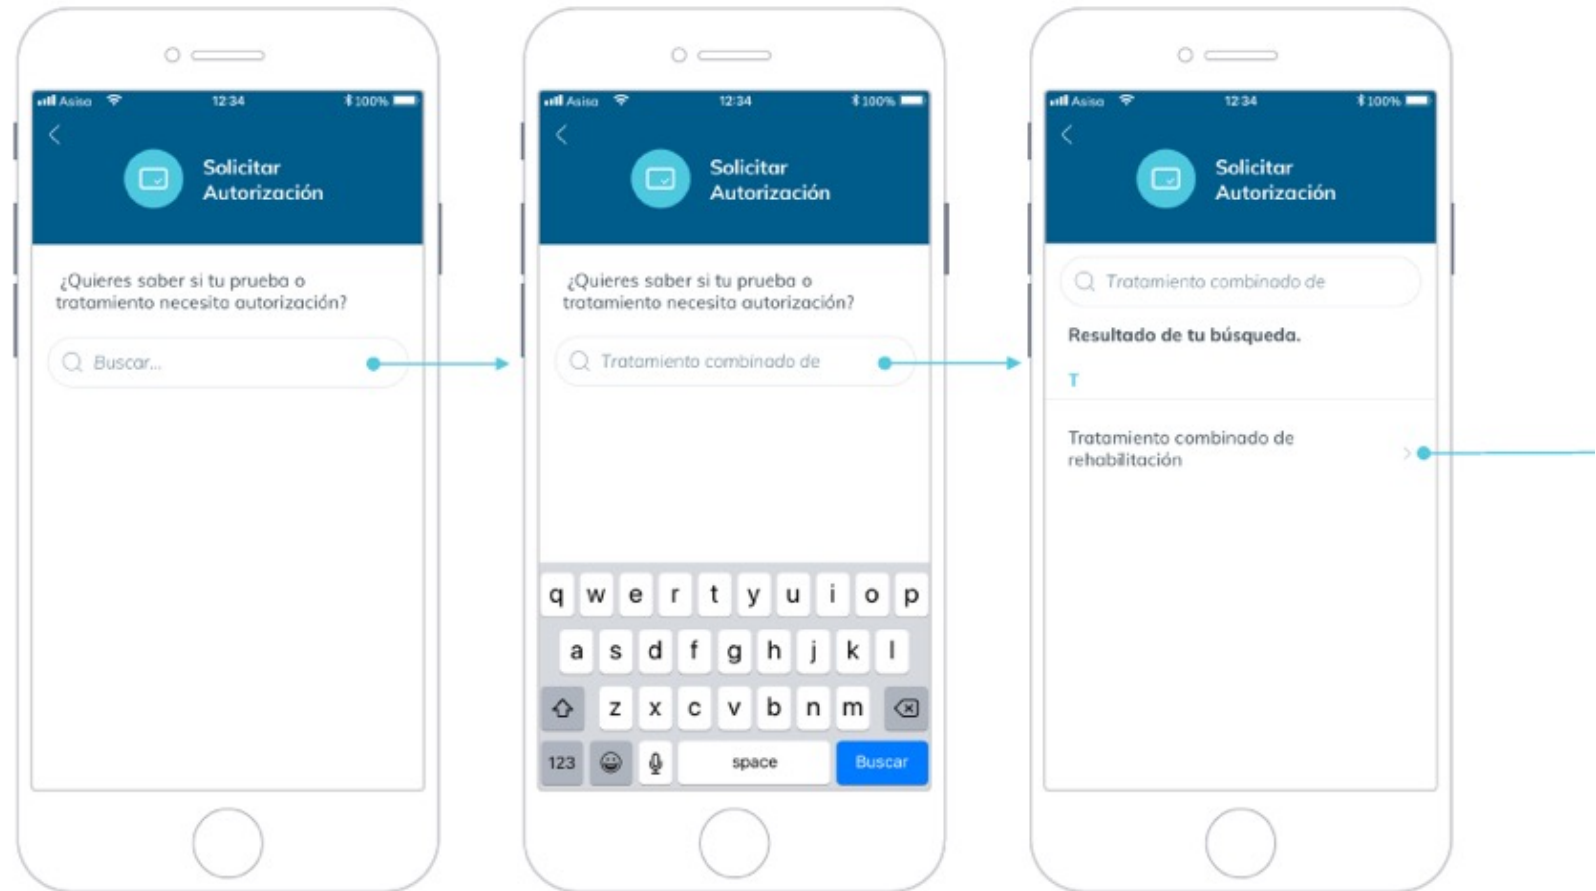 Asisa 12:34 100%
Solicitar
Autorización
¿Quieres saber si tu prueba o
tratamiento necesita autorización?
Buscar...
Asisa 12:34 100%
Solicitar
Autorización
¿Quieres saber si tu prueba o
tratamiento necesita autorización?
Tratamiento combinado de
q w e r t y u i o p
a s d f g h j k l
z x c v b n m
123 space Buscar
Asisa 12:34 100%
Solicitar
Autorización
Tratamiento combinado de
Resultado de tu búsqueda.
T
Tratamiento combinado de
rehabilitación